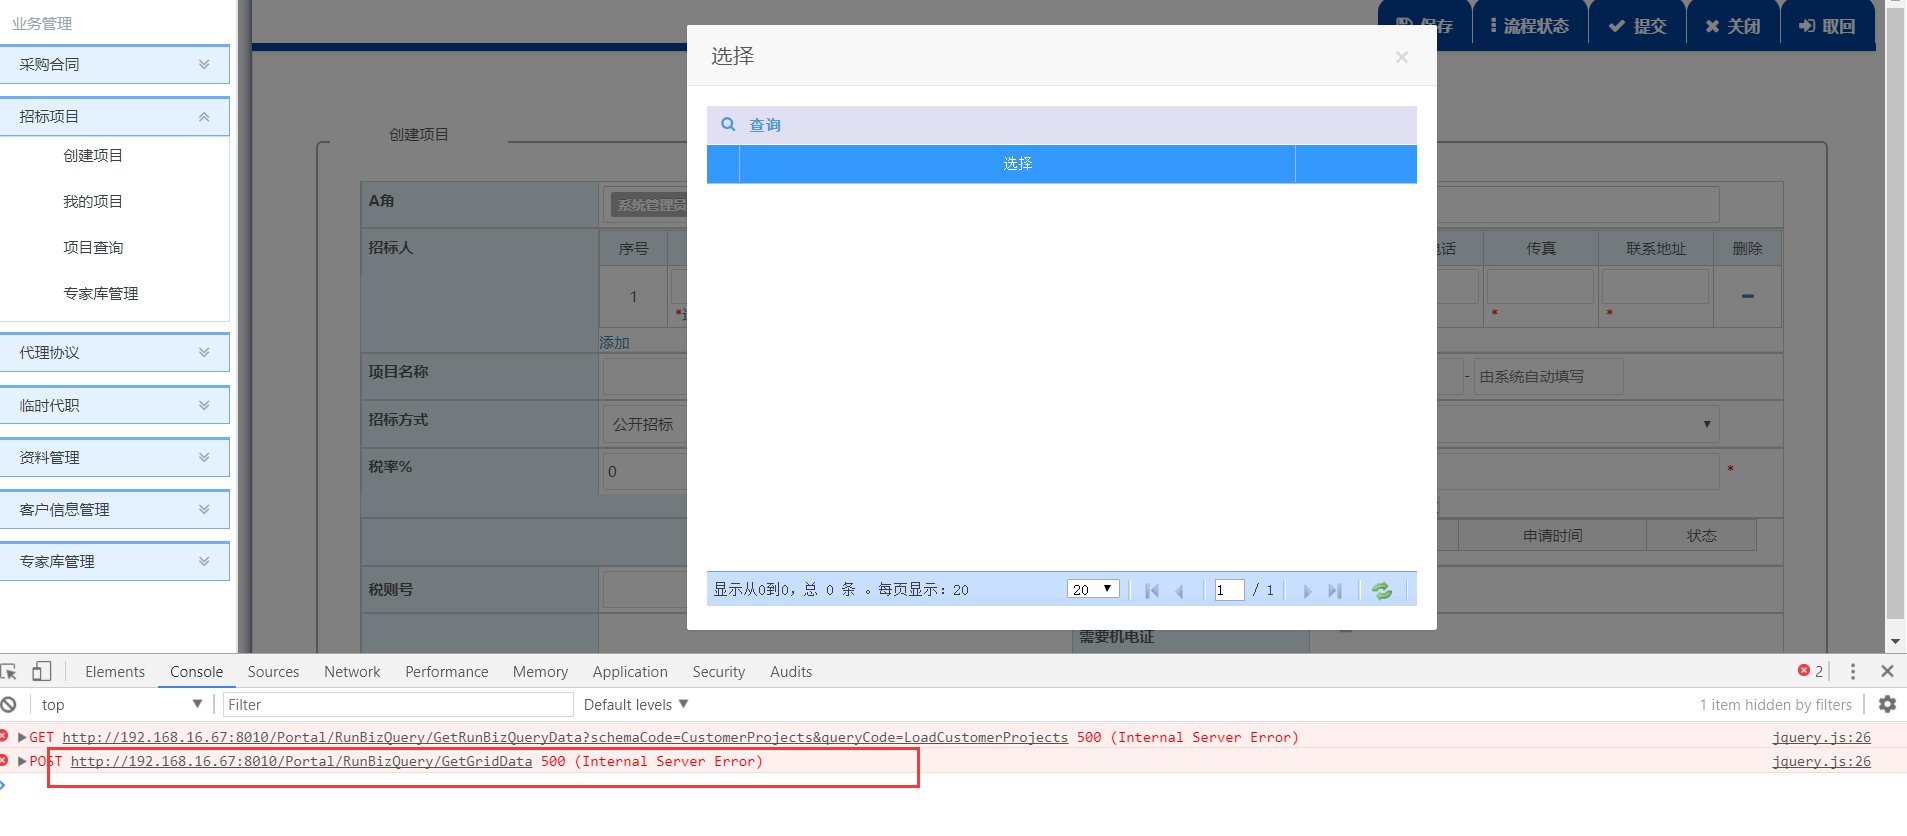 业务管理
采购合同
招标项目
创建项目
我的项目
项目查询
专家库管理
代理协议
临时代职
资料管理
客户信息管理
专家库管理
保存 流程状态 提交 关闭 取回
选择 ×
查询
选择
创建项目
A角 系统管理员
招标人 序号 电话 传真 联系地址 删除
1
* * *
添加
项目名称 - 由系统自动填写
招标方式 公开招标
税率% 0 *
申请时间 状态
税则号
需要机电证
显示从0到0，总 0 条 。每页显示：20 20 1 / 1
Elements Console Sources Network Performance Memory Application Security Audits 2
top Filter Default levels 1 item hidden by filters
GET http://192.168.16.67:8010/Portal/RunBizQuery/GetRunBizQueryData?schemaCode=CustomerProjects&queryCode=LoadCustomerProjects 500 (Internal Server Error) jquery.js:26
POST http://192.168.16.67:8010/Portal/RunBizQuery/GetGridData 500 (Internal Server Error) jquery.js:26